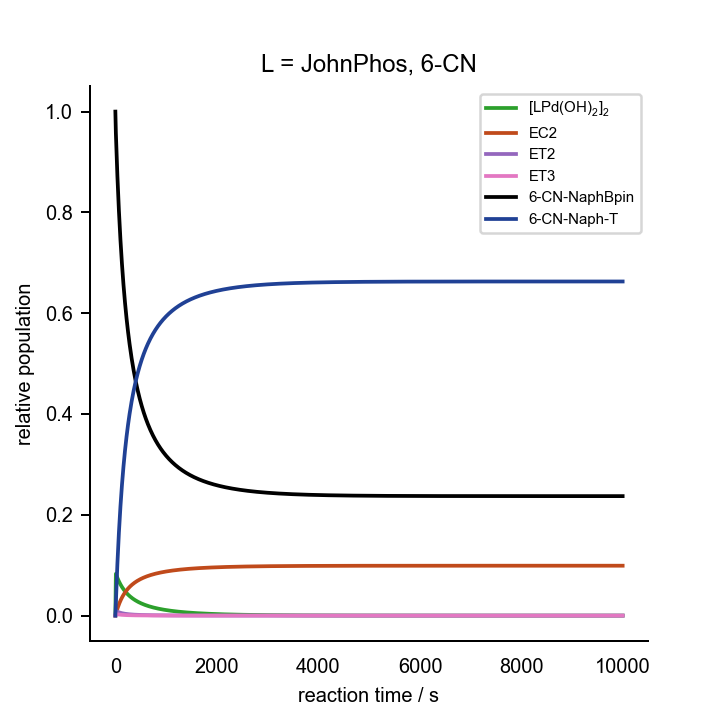 L = JohnPhos, 6-CN
[LPd(OH)₂]₂
EC2
ET2
ET3
6-CN-NaphBpin
6-CN-Naph-T
relative population
1.0
0.8
0.6
0.4
0.2
0.0
0 2000 4000 6000 8000 10000
reaction time / s